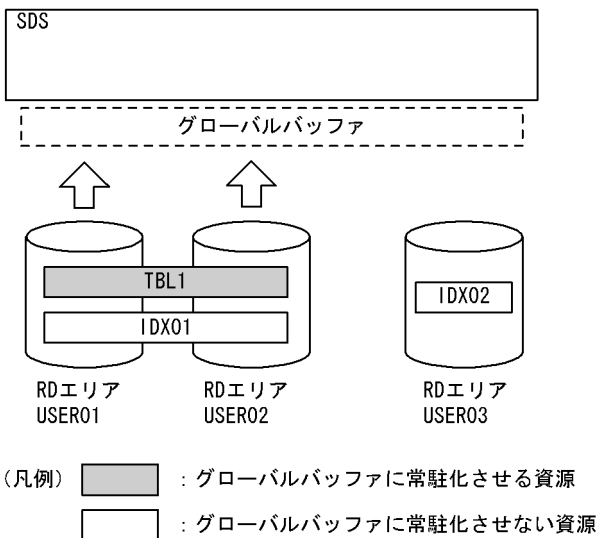 SDS
グローバルバッファ
TBL1
IDX01
IDX02
RDエリア
USER01
RDエリア
USER02
RDエリア
USER03
(凡例)
:グローバルバッファに常駐化させる資源
:グローバルバッファに常駐化させない資源